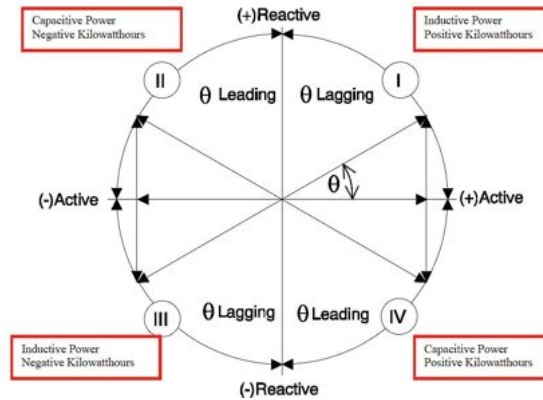 Capacitive Power
Negative Kilowatthours
(+)Reactive
Inductive Power
Positive Kilowatthours
II
I
θ Leading
θ Lagging
θ
(-)Active
(+)Active
θ Lagging
θ Leading
III
IV
Inductive Power
Negative Kilowatthours
Capacitive Power
Positive Kilowatthours
(-)Reactive